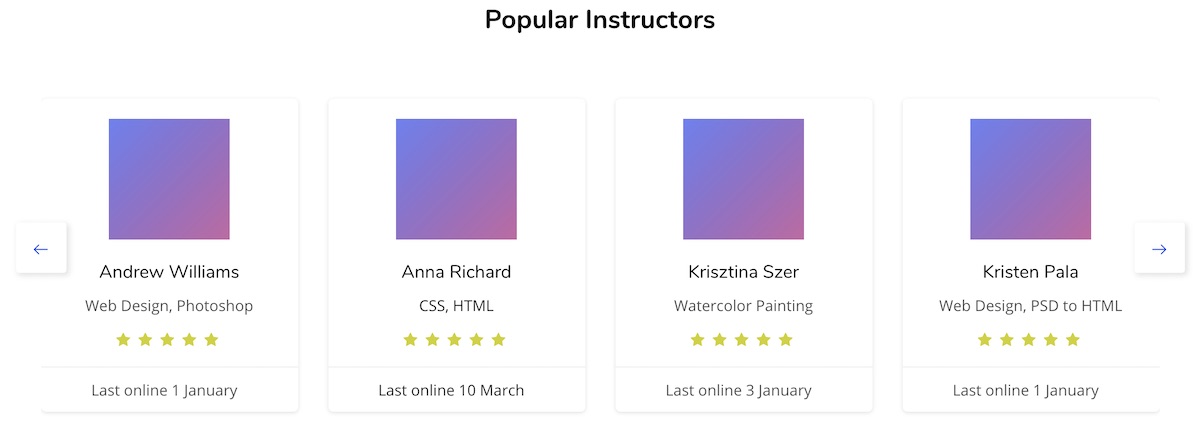 Popular Instructors
Andrew Williams
Web Design, Photoshop
Last online 1 January
Anna Richard
CSS, HTML
Last online 10 March
Krisztina Szer
Watercolor Painting
Last online 3 January
Kristen Pala
Web Design, PSD to HTML
Last online 1 January